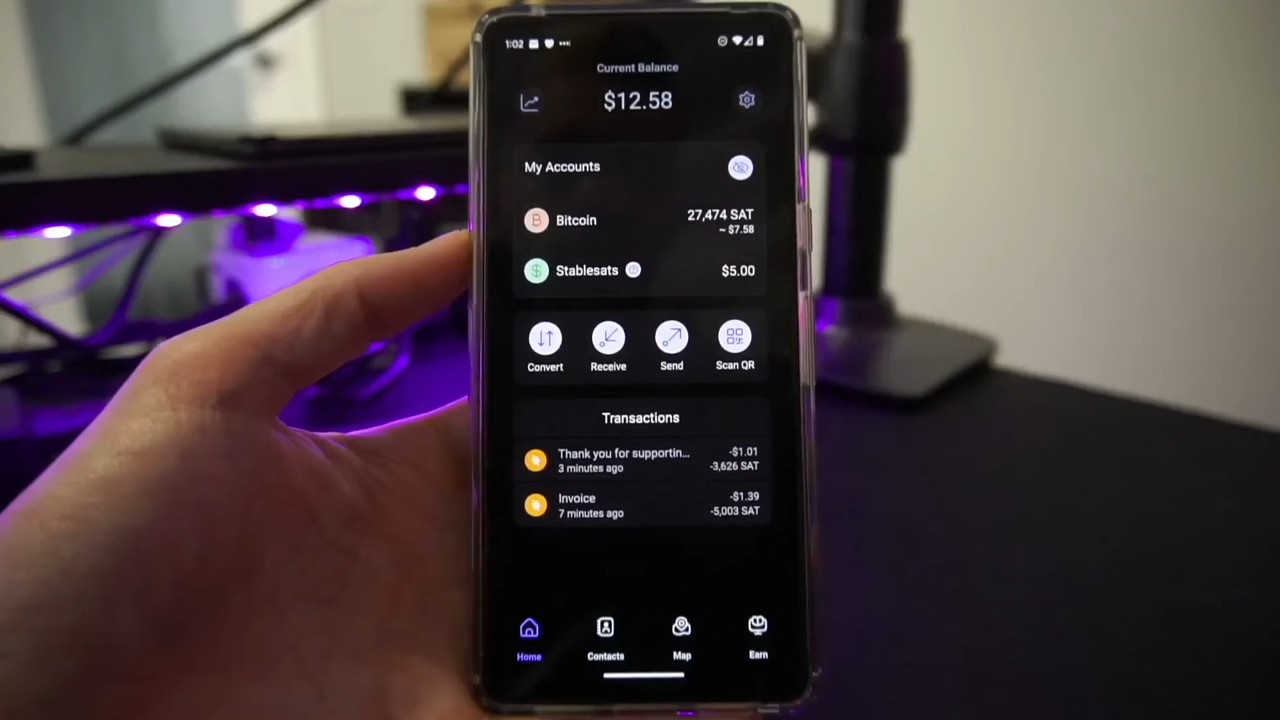 1:02
Current Balance
$12.58
My Accounts
Bitcoin
27,474 SAT
~ $7.58
Stablesats
$5.00
Convert
Receive
Send
Scan QR
Transactions
Thank you for supportin...
-$1.01
3 minutes ago
-3,626 SAT
Invoice
-$1.39
7 minutes ago
-5,003 SAT
Home
Contacts
Map
Earn